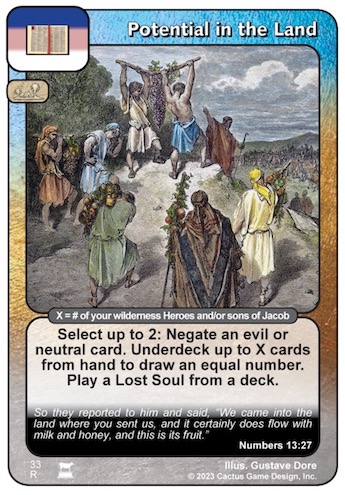 Potential in the Land
X = # of your wilderness Heroes and/or sons of Jacob
Select up to 2: Negate an evil or
neutral card. Underdeck up to X cards
from hand to draw an equal number.
Play a Lost Soul from a deck.
So they reported to him and said, “We came into the
land where you sent us, and it certainly does flow with
milk and honey, and this is its fruit.”
Numbers 13:27
33
R
Illus. Gustave Dore
© 2023 Cactus Game Design, Inc.